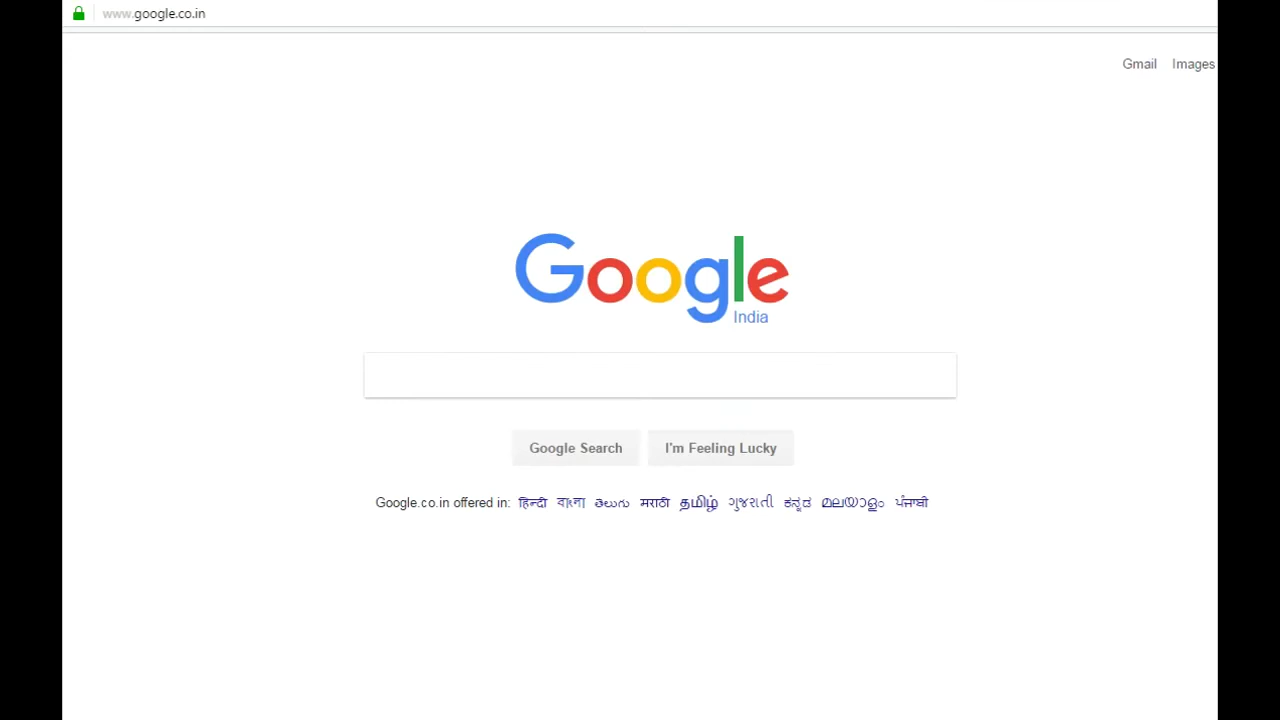 www.google.co.in
Gmail Images
Google
India
Google Search I'm Feeling Lucky
Google.co.in offered in: हिन्दी বাংলা తెలుగు मराठी தமிழ் ગુજરાતી ಕನ್ನಡ മലയാളം ਪੰਜਾਬੀ